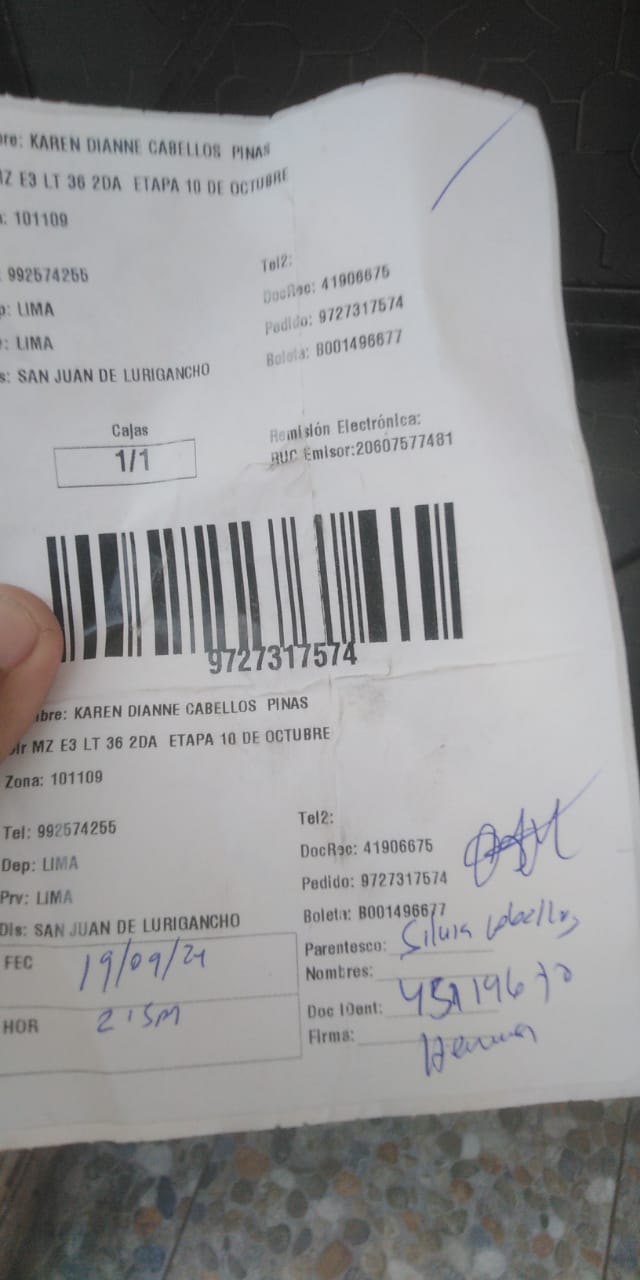 re: KAREN DIANNE CABELLOS PINAS
MZ E3 LT 36 2DA ETAPA 10 DE OCTUBRE
: 101109
992574255
Tel2:
DocRec: 41906675
p: LIMA
Pedido: 9727317574
: LIMA
Boleta: B001496677
s: SAN JUAN DE LURIGANCHO
Cajas
1/1
Remisión Electrónica:
RUC Emisor:20607577481
9727317574
bre: KAREN DIANNE CABELLOS PINAS
Dir MZ E3 LT 36 2DA ETAPA 10 DE OCTUBRE
Zona: 101109
Tel: 992574255
Tel2:
Dep: LIMA
DocRec: 41906675
Prv: LIMA
Pedido: 9727317574
Dis: SAN JUAN DE LURIGANCHO
Boleta: B001496677
FEC 19/09/24
Parentesco: Silvia Cabellos
Nombres:
HOR
Doc IDent:
Firma: